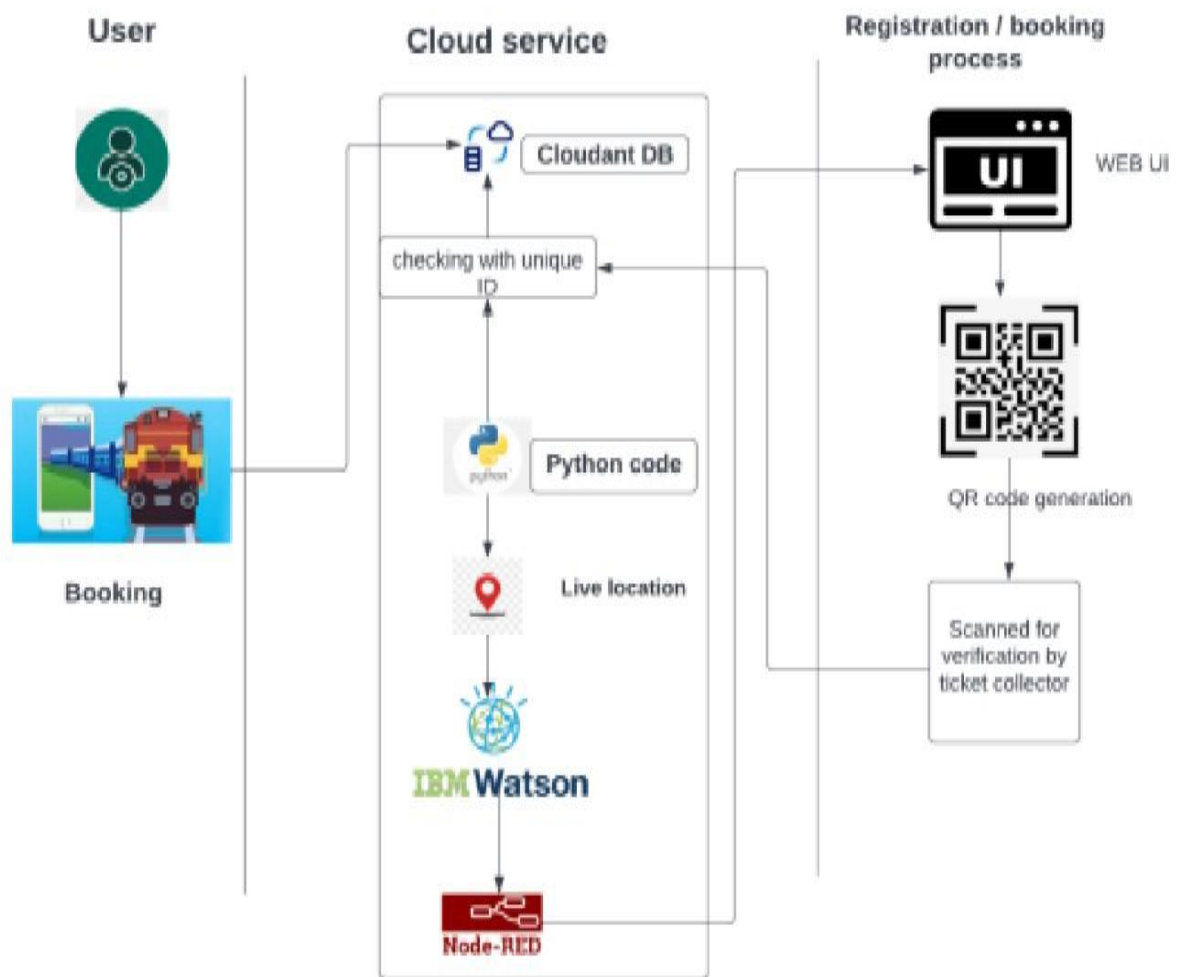 User
Cloud service
Registration / booking
process
Cloudant DB
UI
WEB UI
checking with unique
ID
python
Python code
QR code generation
Booking
Live location
Scanned for
verification by
ticket collector
IBM Watson
Node-RED